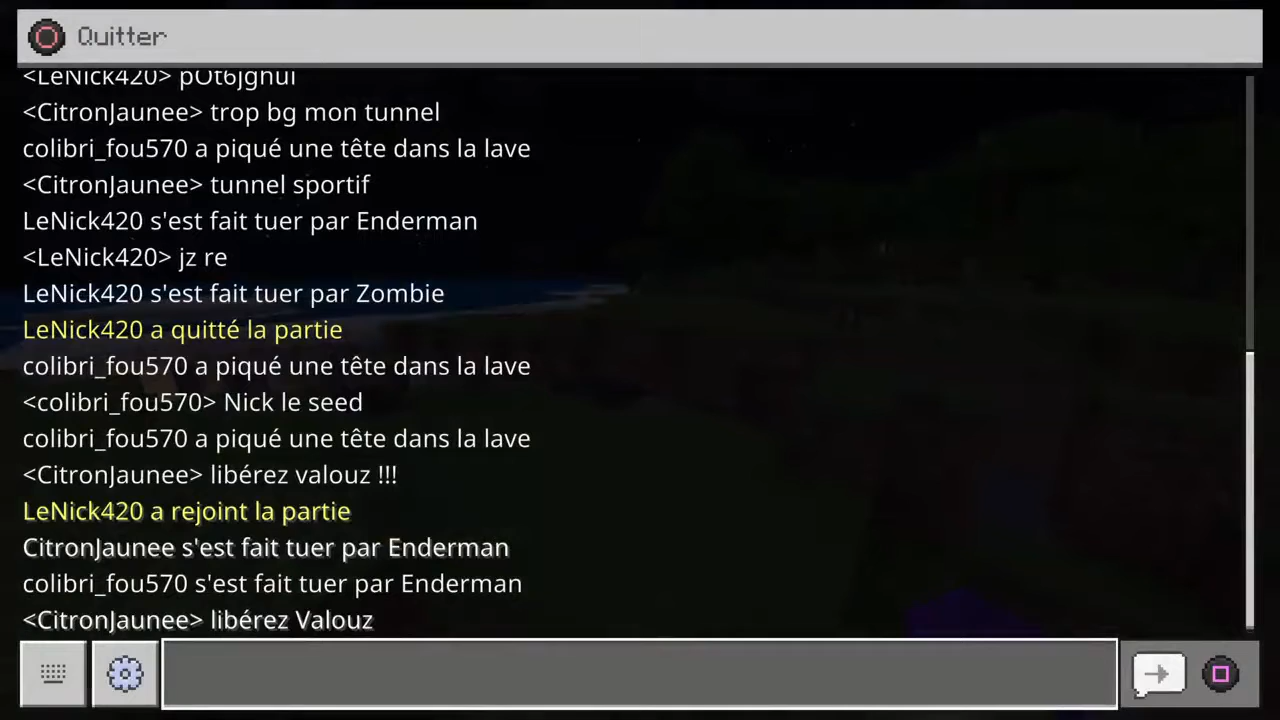 Quitter
<LeNick420> pOt6jghui
<CitronJaunee> trop bg mon tunnel
colibri_fou570 a piqué une tête dans la lave
<CitronJaunee> tunnel sportif
LeNick420 s'est fait tuer par Enderman
<LeNick420> jz re
LeNick420 s'est fait tuer par Zombie
LeNick420 a quitté la partie
colibri_fou570 a piqué une tête dans la lave
<colibri_fou570> Nick le seed
colibri_fou570 a piqué une tête dans la lave
<CitronJaunee> libérez valouz !!!
LeNick420 a rejoint la partie
CitronJaunee s'est fait tuer par Enderman
colibri_fou570 s'est fait tuer par Enderman
<CitronJaunee> libérez Valouz